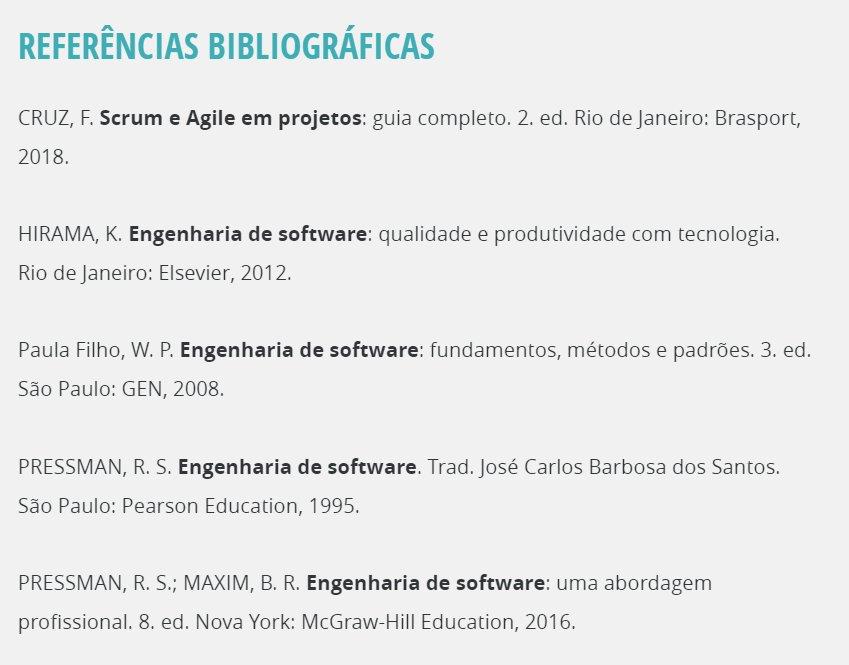 REFERÊNCIAS BIBLIOGRÁFICAS
CRUZ, F. Scrum e Agile em projetos: guia completo. 2. ed. Rio de Janeiro: Brasport,
2018.
HIRAMA, K. Engenharia de software: qualidade e produtividade com tecnologia.
Rio de Janeiro: Elsevier, 2012.
Paula Filho, W. P. Engenharia de software: fundamentos, métodos e padrões. 3. ed.
São Paulo: GEN, 2008.
PRESSMAN, R. S. Engenharia de software. Trad. José Carlos Barbosa dos Santos.
São Paulo: Pearson Education, 1995.
PRESSMAN, R. S.; MAXIM, B. R. Engenharia de software: uma abordagem
profissional. 8. ed. Nova York: McGraw-Hill Education, 2016.